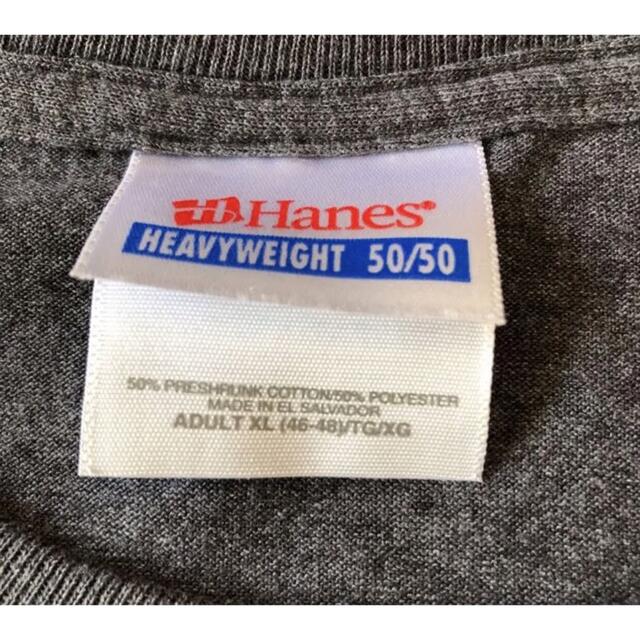 Hanes®
HEAVYWEIGHT 50/50
50% PRESHRUNK COTTON/50% POLYESTER
MADE IN EL SALVADOR
ADULT XL (46-48)/TG/XG